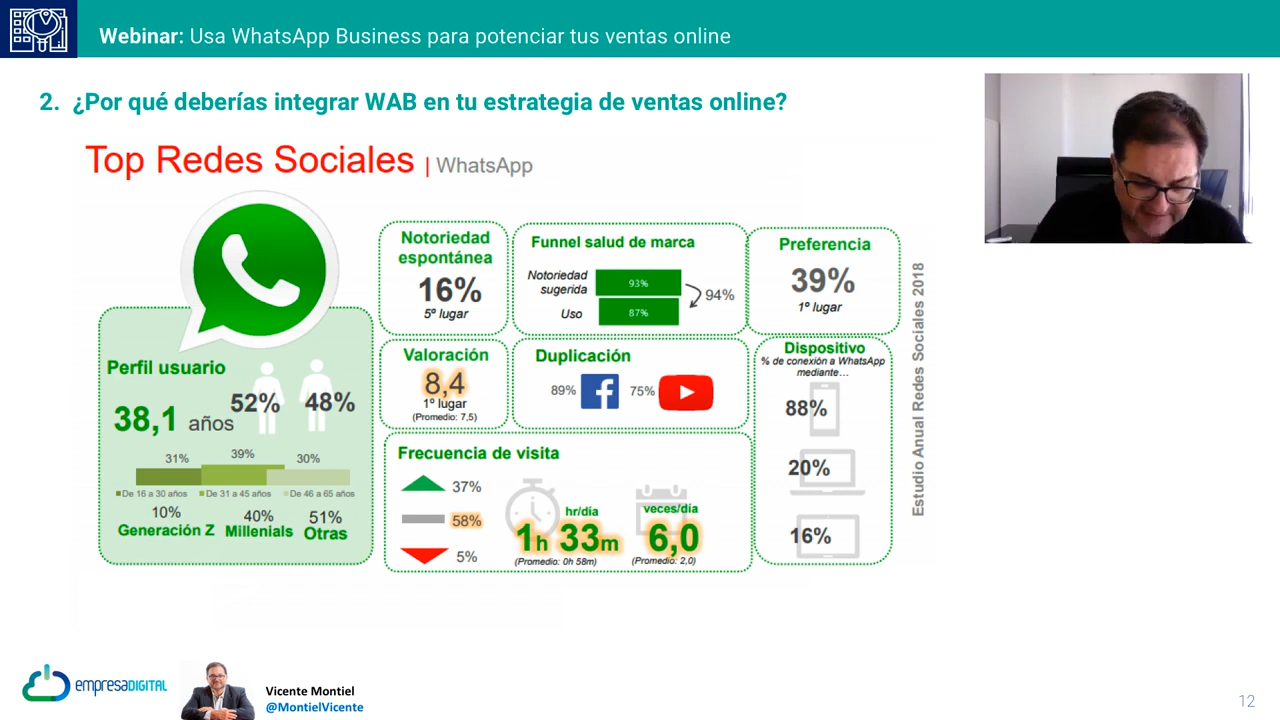 Webinar: Usa WhatsApp Business para potenciar tus ventas online
2. ¿Por qué deberías integrar WAB en tu estrategia de ventas online?
Top Redes Sociales | WhatsApp
Perfil usuario
38,1 años
52%
48%
31%
39%
30%
De 16 a 30 años
De 31 a 45 años
De 46 a 65 años
10%
40%
51%
Generación Z
Millenials
Otras
Notoriedad
espontánea
16%
5º lugar
Funnel salud de marca
Notoriedad
sugerida
93%
94%
Uso
87%
Preferencia
39%
1º lugar
Valoración
8,4
1º lugar
(Promedio: 7,5)
Duplicación
89%
75%
Dispositivo
% de conexión a WhatsApp
mediante…
88%
20%
16%
Frecuencia de visita
37%
58%
5%
hr/día
1h 33m
(Promedio: 0h 58m)
veces/día
6,0
(Promedio: 2,0)
Estudio Anual Redes Sociales 2018
empresaDIGITAL
Vicente Montiel
@MontielVicente
12